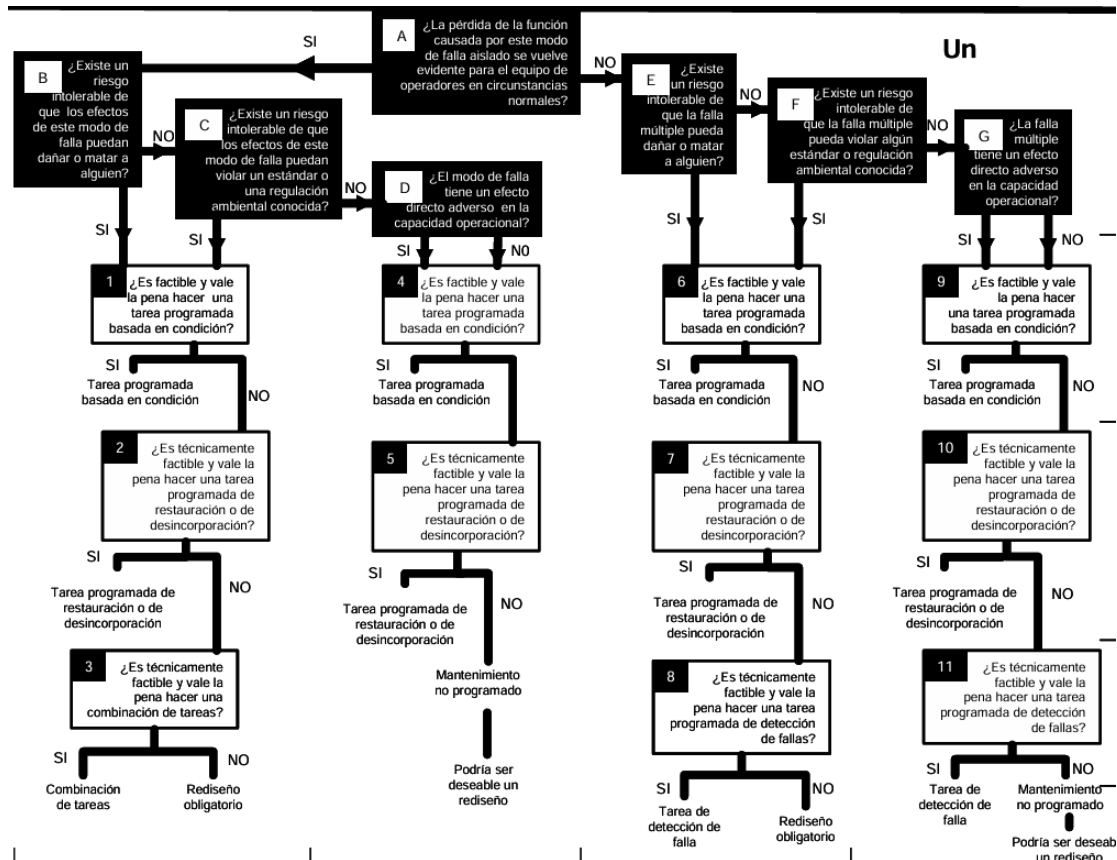 Un
A
¿La pérdida de la función
causada por este modo
de falla aislado se vuelve
evidente para el equipo de
operadores en circunstancias
normales?
SI
NO
B
¿Existe un
riesgo
intolerable de
que los efectos
de este modo de
falla puedan
dañar o matar a
alguien?
NO
SI
C
¿Existe un riesgo
intolerable de que
los efectos de este
modo de falla puedan
violar un estándar o
una regulación
ambiental conocida?
NO
SI
D
¿El modo de falla
tiene un efecto
directo adverso en la
capacidad operacional?
SI
N0
E
¿Existe
un riesgo
intolerable de
que la falla
múltiple pueda
dañar o matar
a alguien?
NO
SI
F
¿Existe un riesgo
intolerable de
que la falla múltiple
pueda violar algún
estándar o regulación
ambiental conocida?
NO
SI
G
¿La falla
múltiple
tiene un efecto
directo adverso
en la capacidad
operacional?
SI
NO
1
¿Es factible y vale
la pena hacer una
tarea programada
basada en condición?
SI
NO
Tarea programada
basada en condición
2
¿Es técnicamente
factible y vale la
pena hacer una tarea
programada de
restauración o de
desincorporación?
SI
NO
Tarea programada de
restauración o de
desincorporación
3
¿Es técnicamente
factible y vale la
pena hacer una
combinación de tareas?
SI
NO
Combinación
de tareas
Rediseño
obligatorio
4
¿Es factible y vale
la pena hacer una
tarea programada
basada en condición?
SI
NO
Tarea programada
basada en condición
5
¿Es técnicamente
factible y vale la
pena hacer una tarea
programada de
restauración o de
desincorporación?
SI
NO
Tarea programada de
restauración o de
desincorporación
Mantenimiento
no programado
Podría ser
deseable un
rediseño
6
¿Es factible y vale
la pena hacer una
tarea programada
basada en condición?
SI
NO
Tarea programada
basada en condición
7
¿Es técnicamente
factible y vale la
pena hacer una tarea
programada de
restauración o de
desincorporación?
SI
NO
Tarea programada de
restauración o de
desincorporación
8
¿Es técnicamente
factible y vale la
pena hacer una tarea
programada de detección
de fallas?
SI
NO
Tarea de
detección de
falla
Rediseño
obligatorio
9
¿Es factible y vale
la pena hacer
una tarea programada
basada en condición?
SI
NO
Tarea programada
basada en condición
10
¿Es técnicamente
factible y vale la
pena hacer una tarea
programada de
restauración o de
desincorporación?
SI
NO
Tarea programada de
restauración o de
desincorporación
11
¿Es técnicamente
factible y vale la
pena hacer una tarea
programada de detección
de fallas?
SI
NO
Tarea de
detección de
falla
Mantenimiento
no programado
Podría ser deseab
un rediseño